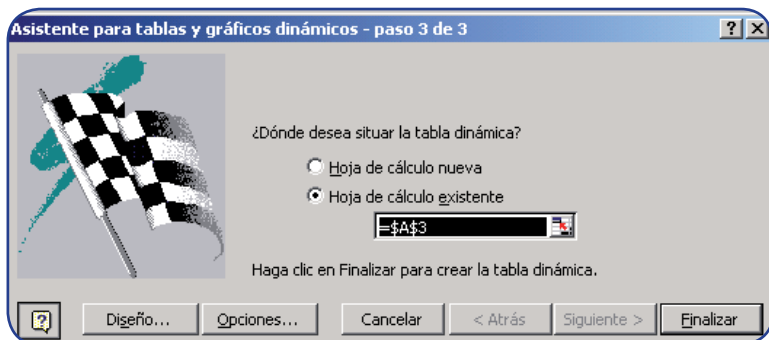 Asistente para tablas y gráficos dinámicos - paso 3 de 3
¿Dónde desea situar la tabla dinámica?
Hoja de cálculo nueva
Hoja de cálculo existente
=$A$3
Haga clic en Finalizar para crear la tabla dinámica.
Diseño... Opciones... Cancelar < Atrás Siguiente > Finalizar